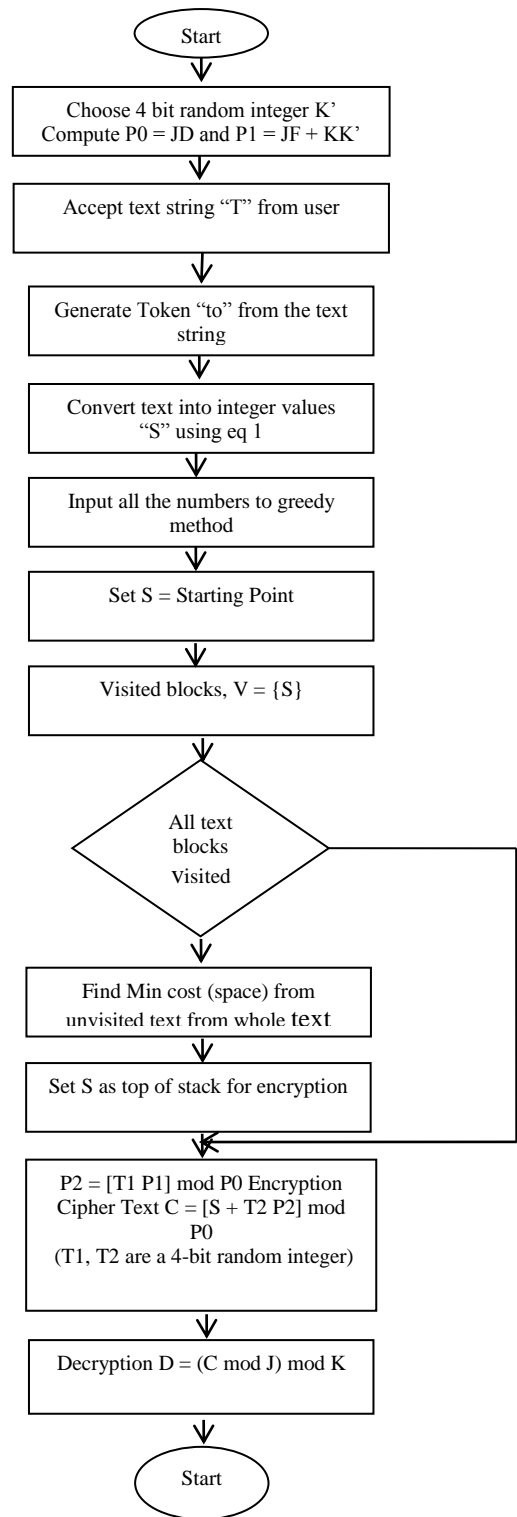 Start
Choose 4 bit random integer K’
Compute P0 = JD and P1 = JF + KK’
Accept text string “T” from user
Generate Token “to” from the text
string
Convert text into integer values
“S” using eq 1
Input all the numbers to greedy
method
Set S = Starting Point
Visited blocks, V = {S}
All text
blocks
visited
Find Min cost (space) from
unvisited text from whole text
Set S as top of stack for encryption
P2 = [T1 P1] mod P0 Encryption
Cipher Text C = [S + T2 P2] mod
P0
(T1, T2 are a 4-bit random integer)
Decryption D = (C mod J) mod K
Start